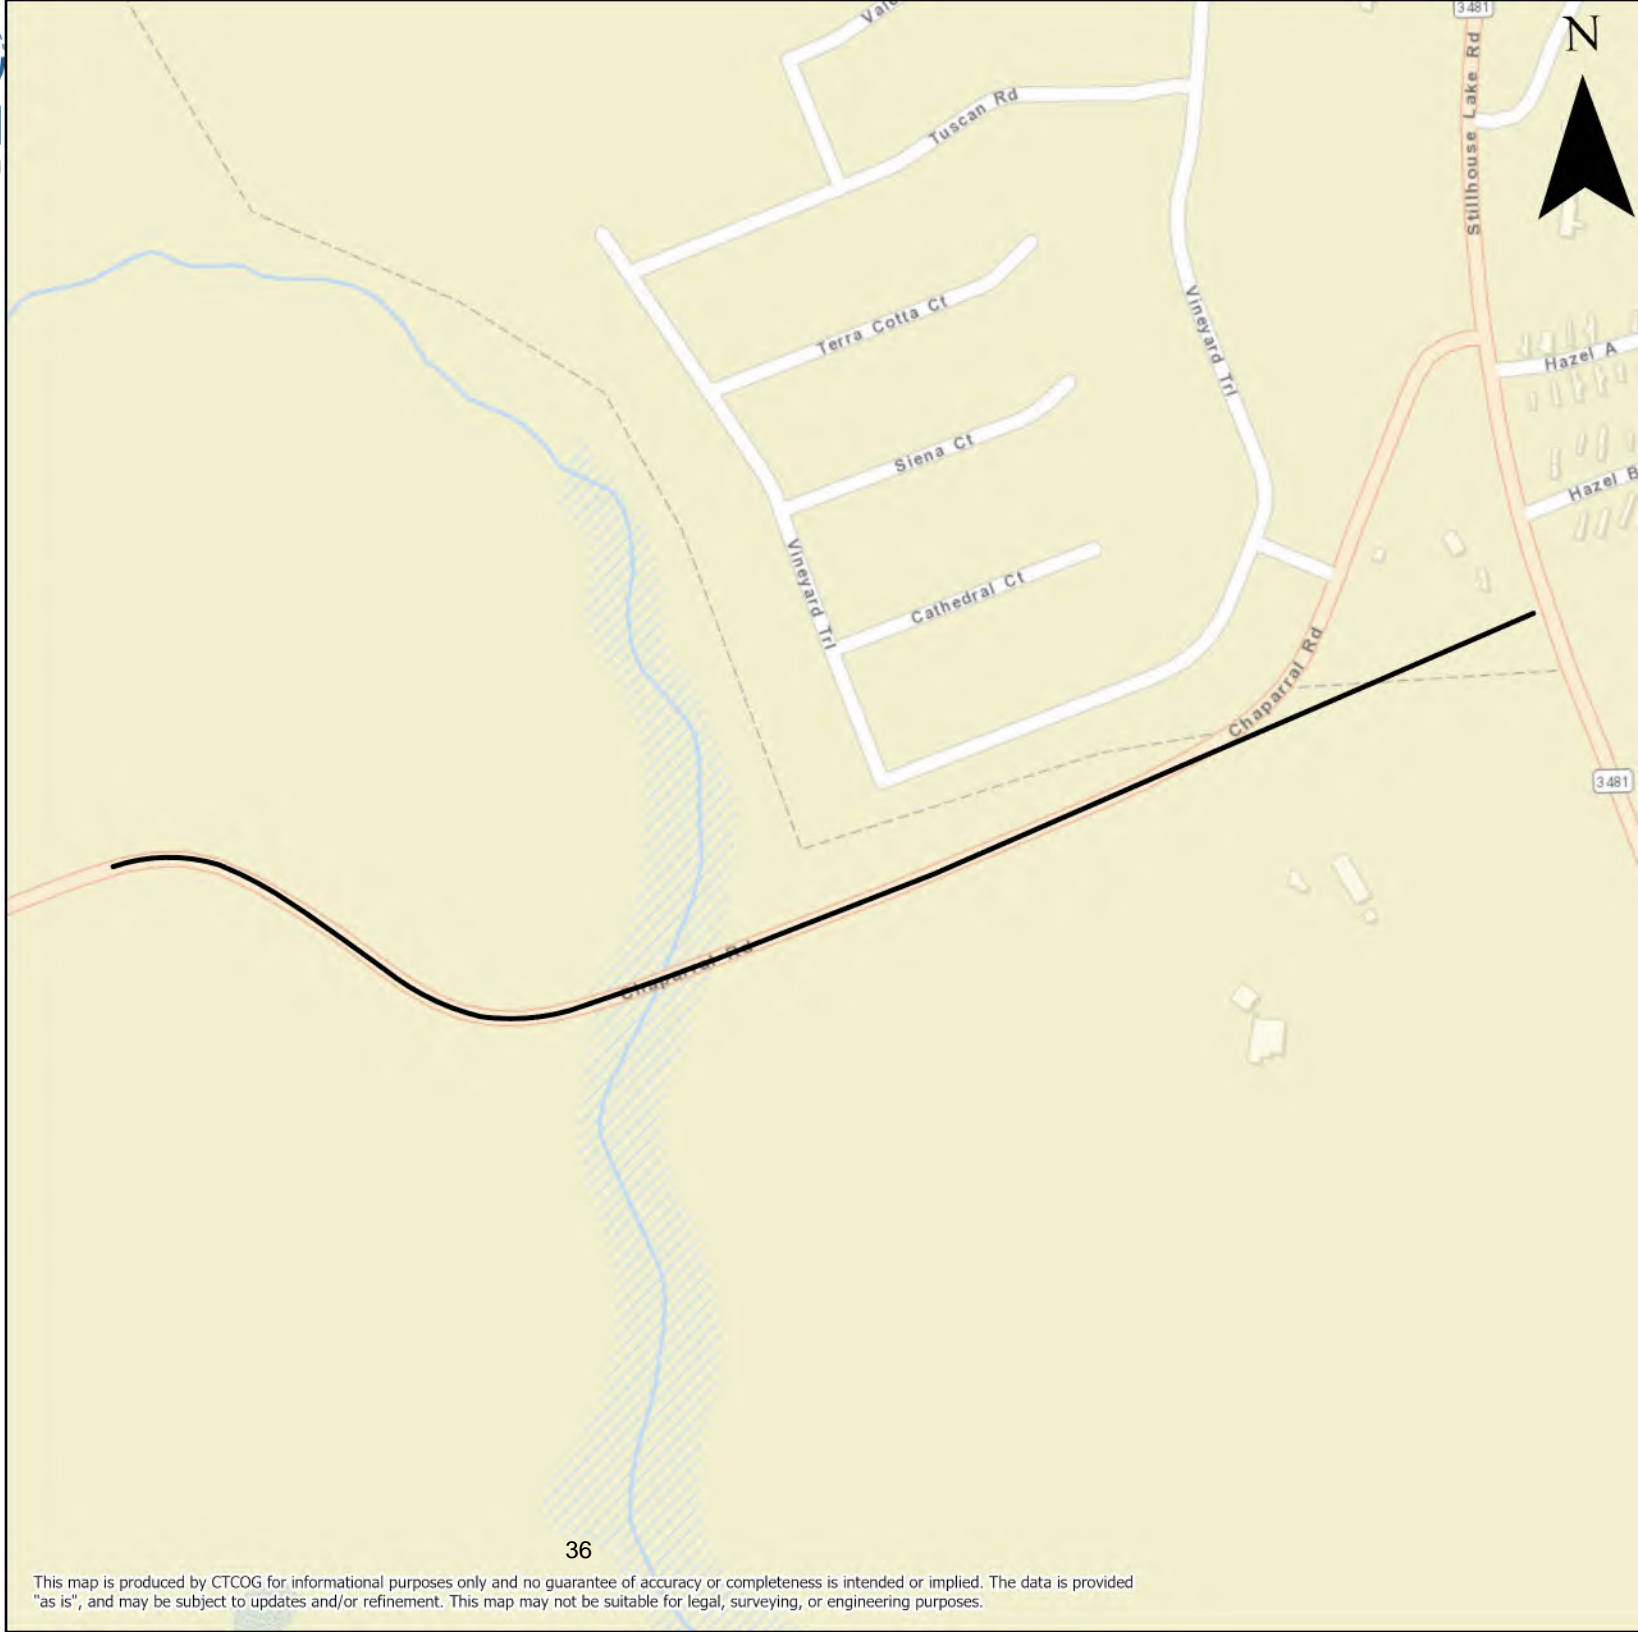 3481
N
Stillhouse Lake Rd
Tuscan Rd
Terra Cotta Ct
Vineyard Trl
Hazel A
Siena Ct
Hazel B
Vineyard Trl
Cathedral Ct
Chaparral Rd
3481
Chaparral Rd
36
This map is produced by CTCOG for informational purposes only and no guarantee of accuracy or completeness is intended or implied. The data is provided
"as is", and may be subject to updates and/or refinement. This map may not be suitable for legal, surveying, or engineering purposes.